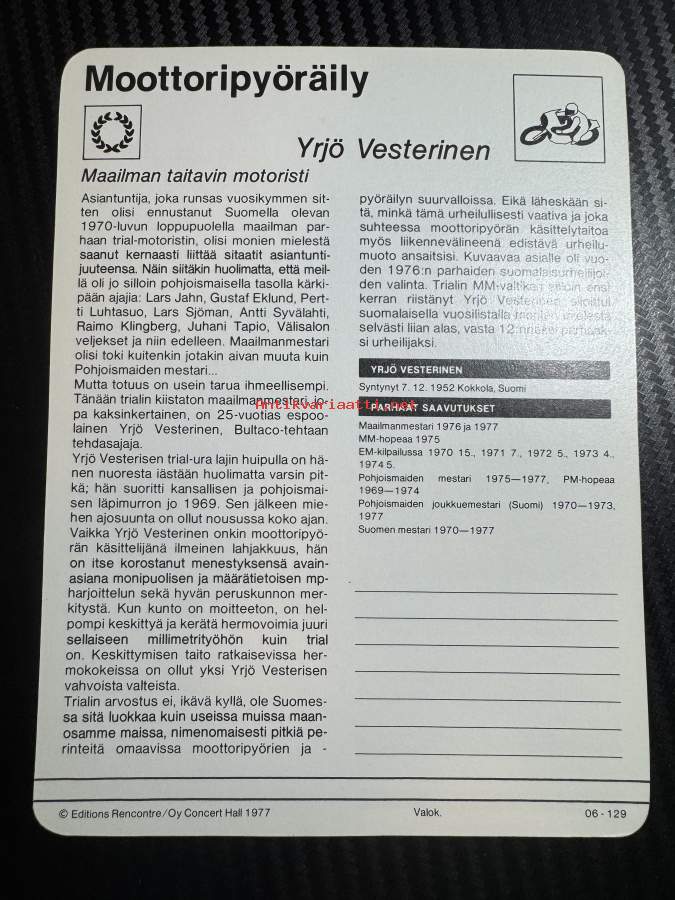 Moottoripyöräily
Yrjö Vesterinen
Maailman taitavin motoristi
Asiantuntija, joka runsas vuosikymmen sit-
ten olisi ennustanut Suomella olevan
1970-luvun loppupuolella maailman par-
haan trial-motoristin, olisi monien mielestä
saanut kernaasti liittää sitaatit asiantunti-
juuteensa. Näin siitäkin huolimatta, että meil-
lä oli jo silloin pohjoismaisella tasolla kärki-
pään ajajia: Lars Jahn, Gustaf Eklund, Pert-
ti Luhtasuo, Lars Sjöman, Antti Syvälahti,
Raimo Klingberg, Juhani Tapio, Välisalon
veljekset ja niin edelleen. Maailmanmestari
olisi toki kuitenkin jotakin aivan muuta kuin
Pohjoismaiden mestari...
Mutta totuus on usein tarua ihmeellisempi.
Tänään trialin kiistaton maailmanmestari, jo-
pa kaksinkertainen, on 25-vuotias espoo-
lainen Yrjö Vesterinen, Bultaco-tehtaan
tehdasajaja.
Yrjö Vesterisen trial-ura lajin huipulla on hä-
nen nuoresta iästään huolimatta varsin pit-
kä; hän suoritti kansallisen ja pohjoismai-
sen läpimurron jo 1969. Sen jälkeen mie-
hen ajosuunta on ollut nousussa koko ajan.
Vaikka Yrjö Vesterinen onkin moottoripyö-
rän käsittelijänä ilmeinen lahjakkuus, hän
on itse korostanut menestyksensä avain-
asiana monipuolisen ja määrätietoisen mp-
harjoittelun sekä hyvän peruskunnon mer-
kitystä. Kun kunto on moitteeton, on hel-
pompi keskittyä ja kerätä hermovoimia juuri
sellaiseen millimetrityöhön kuin trial
on. Keskittymisen taito ratkaisevissa her-
mokokeissa on ollut yksi Yrjö Vesterisen
vahvoista valteista.
Trialin arvostus ei, ikävä kyllä, ole Suomes-
sa sitä luokkaa kuin useissa muissa maan-
osamme maissa, nimenomaisesti pitkiä pe-
rinteitä omaavissa moottoripyörien ja -
pyöräilyn suurvalloissa. Eikä läheskään si-
tä, minkä tämä urheilullisesti vaativa ja joka
suhteessa moottoripyörän käsittelytaitoa
myös liikennevälineenä edistävä urheilu-
muoto ansaitsisi. Kuvaavaa asialle oli vuo-
den 1976:n parhaiden suomalaisurheilijoi-
den valinta. Trialin MM-valtikan silloin ensi
kerran riistänyt Yrjö Vesterinen sijoittui
suomalaisella vuosilistalla monien mielestä
selvästi liian alas, vasta 12:nneksi parhaak-
si urheilijaksi.
YRJÖ VESTERINEN
Syntynyt 7. 12. 1952 Kokkola, Suomi
PARHAAT SAAVUTUKSET
Maailmanmestari 1976 ja 1977
MM-hopeaa 1975
EM-kilpailussa 1970 15., 1971 7., 1972 5., 1973 4.,
1974 5.
Pohjoismaiden mestari 1975—1977, PM-hopeaa
1969—1974
Pohjoismaiden joukkuemestari (Suomi) 1970—1973,
1977
Suomen mestari 1970—1977
Antikvariaatti.net
© Editions Rencontre/Oy Concert Hall 1977
Valok.
06 - 129